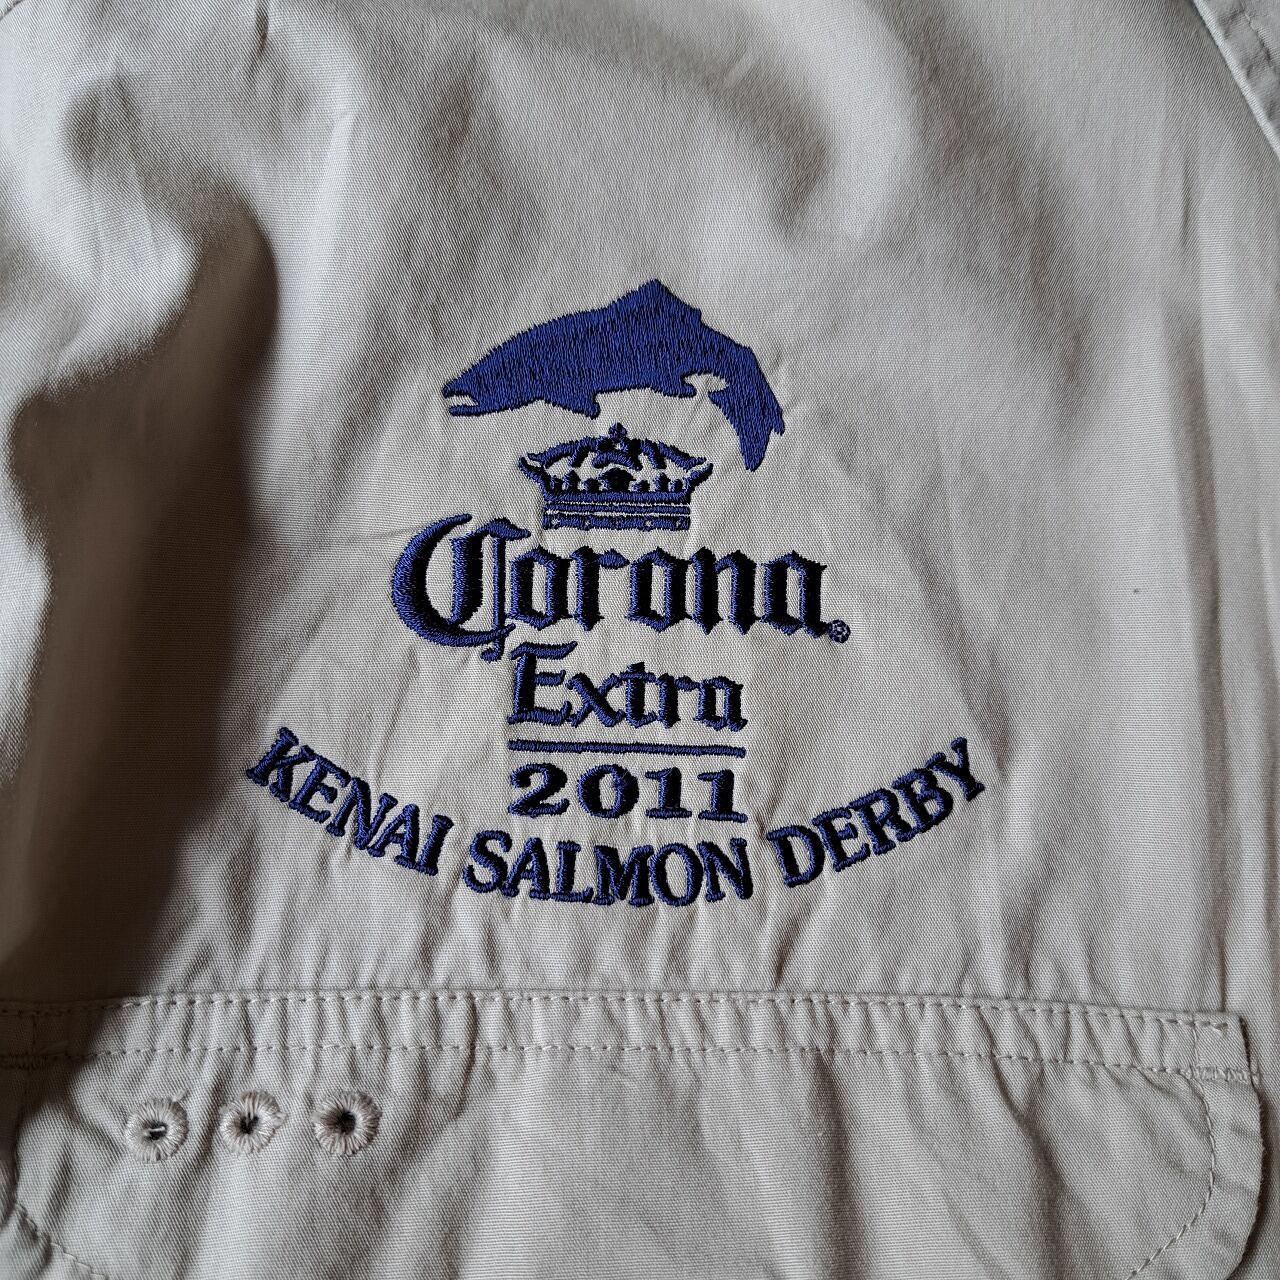 Corona
Extra
2011
KENAI SALMON DERBY